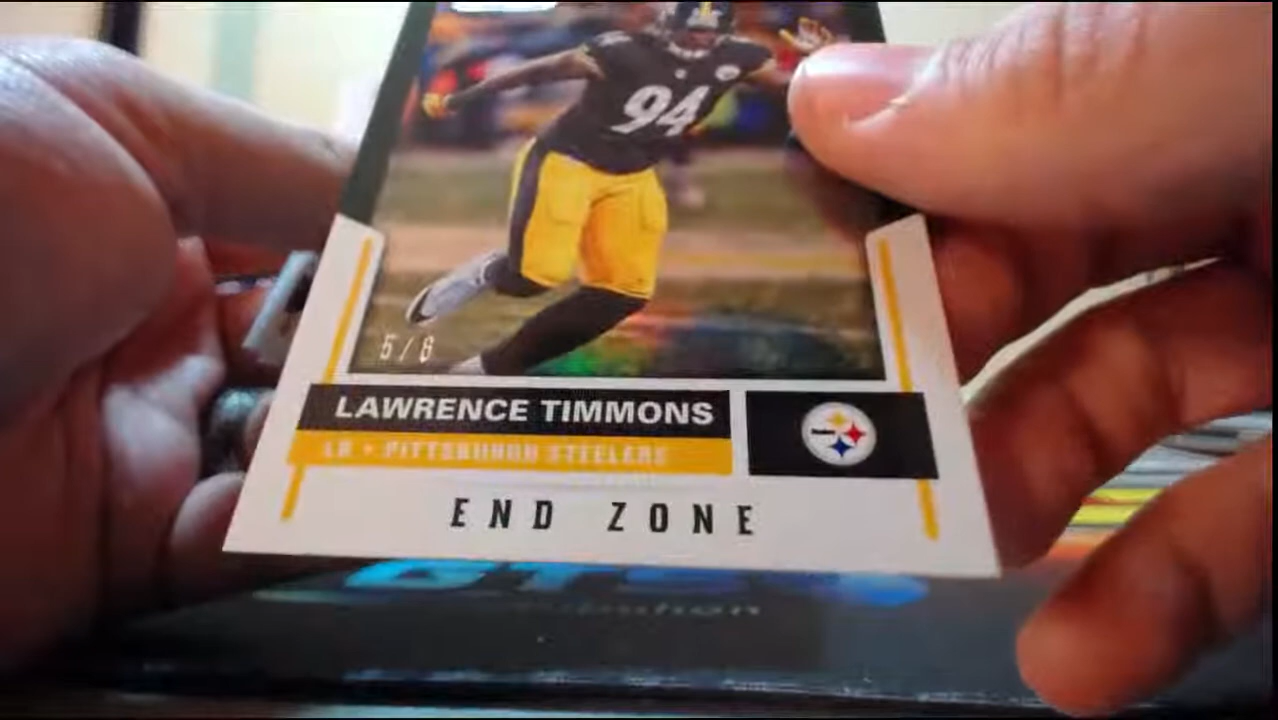 94
5/6
LAWRENCE TIMMONS
LB • PITTSBURGH STEELERS
END ZONE